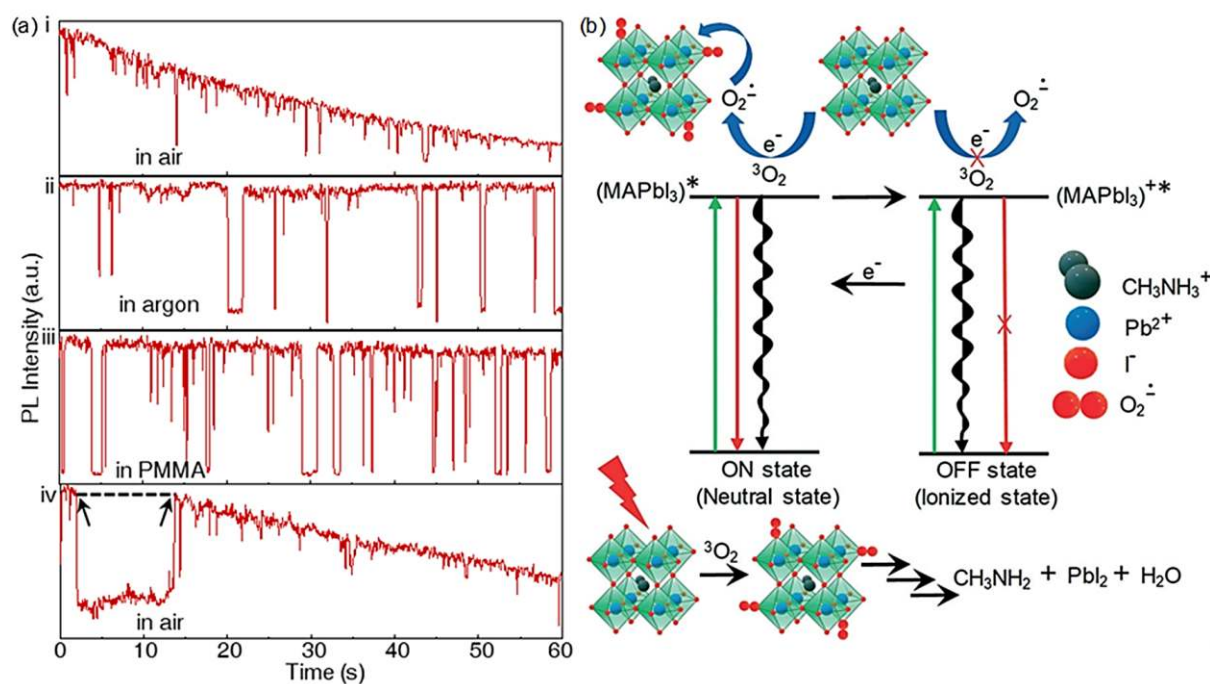 (a)
i
in air
ii
in argon
iii
in PMMA
iv
in air
PL Intensity (a.u.)
0 10 20 30 40 50 60
Time (s)
(b)
O₂•−
O₂•−
e⁻
e⁻
³O₂
³O₂
(MAPbI₃)*
(MAPbI₃)⁺*
e⁻
CH₃NH₃⁺
Pb²⁺
I⁻
O₂•−
ON state
(Neutral state)
OFF state
(Ionized state)
³O₂
CH₃NH₂ + PbI₂ + H₂O